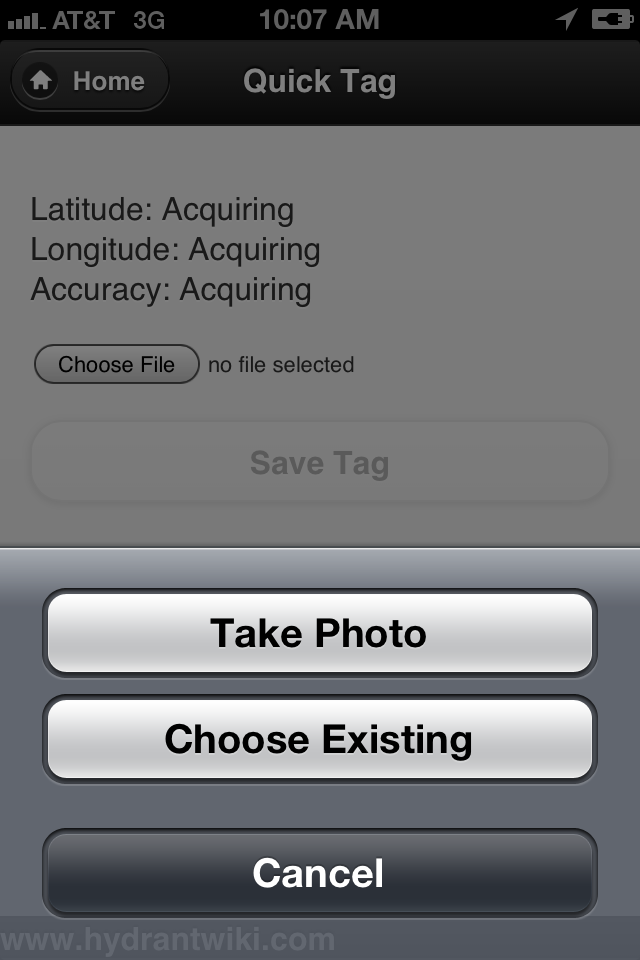 AT&T 3G 10:07 AM
Home Quick Tag
Latitude: Acquiring
Longitude: Acquiring
Accuracy: Acquiring
Choose File no file selected
Save Tag
Take Photo
Choose Existing
Cancel
www.hydrantwiki.com